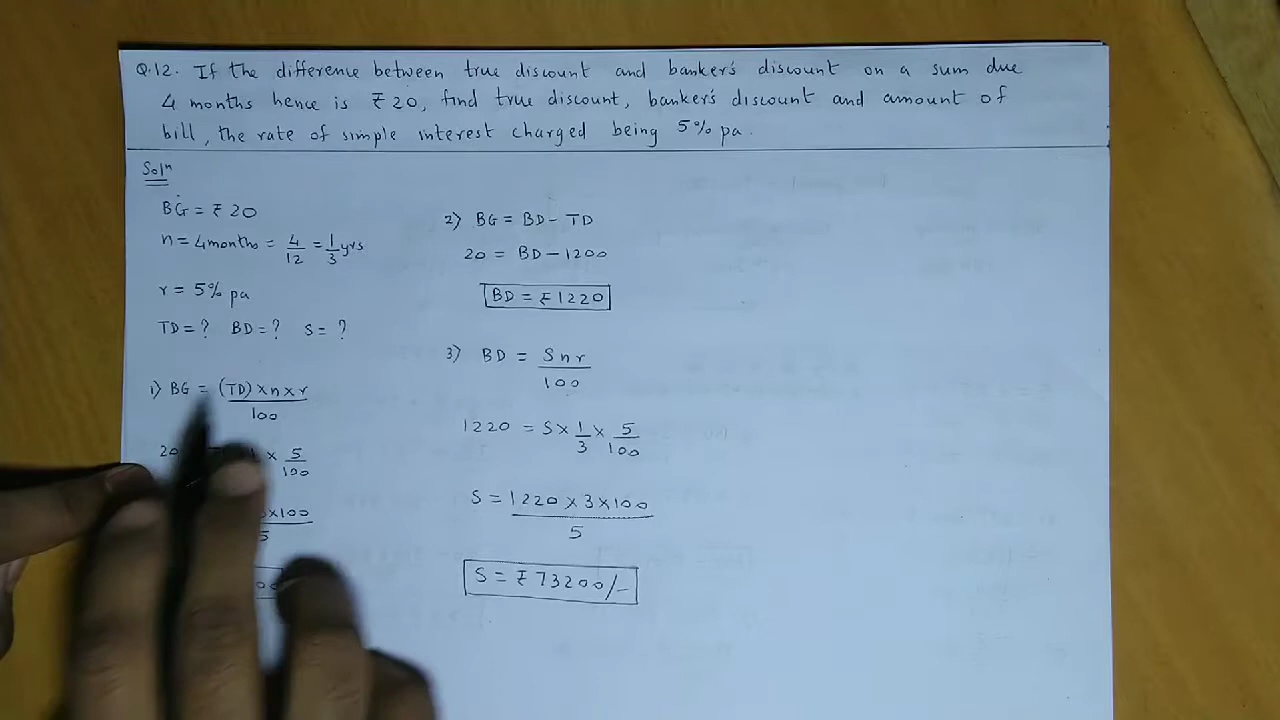 Q.12. If the difference between true discount and banker's discount on a sum due
4 months hence is ₹20, find true discount, banker's discount and amount of
bill, the rate of simple interest charged being 5% pa.
Solⁿ
BG = ₹20
n = 4 months = 4/12 = 1/3 yrs
r = 5% pa
TD = ? BD = ? S = ?
1) BG = (TD) × n × r / 100
20 × 5/100
×100 / 5
2) BG = BD - TD
20 = BD - 1200
BD = ₹1220
3) BD = S n r / 100
1220 = S × 1/3 × 5/100
S = 1220 × 3 × 100 / 5
S = ₹73200/-